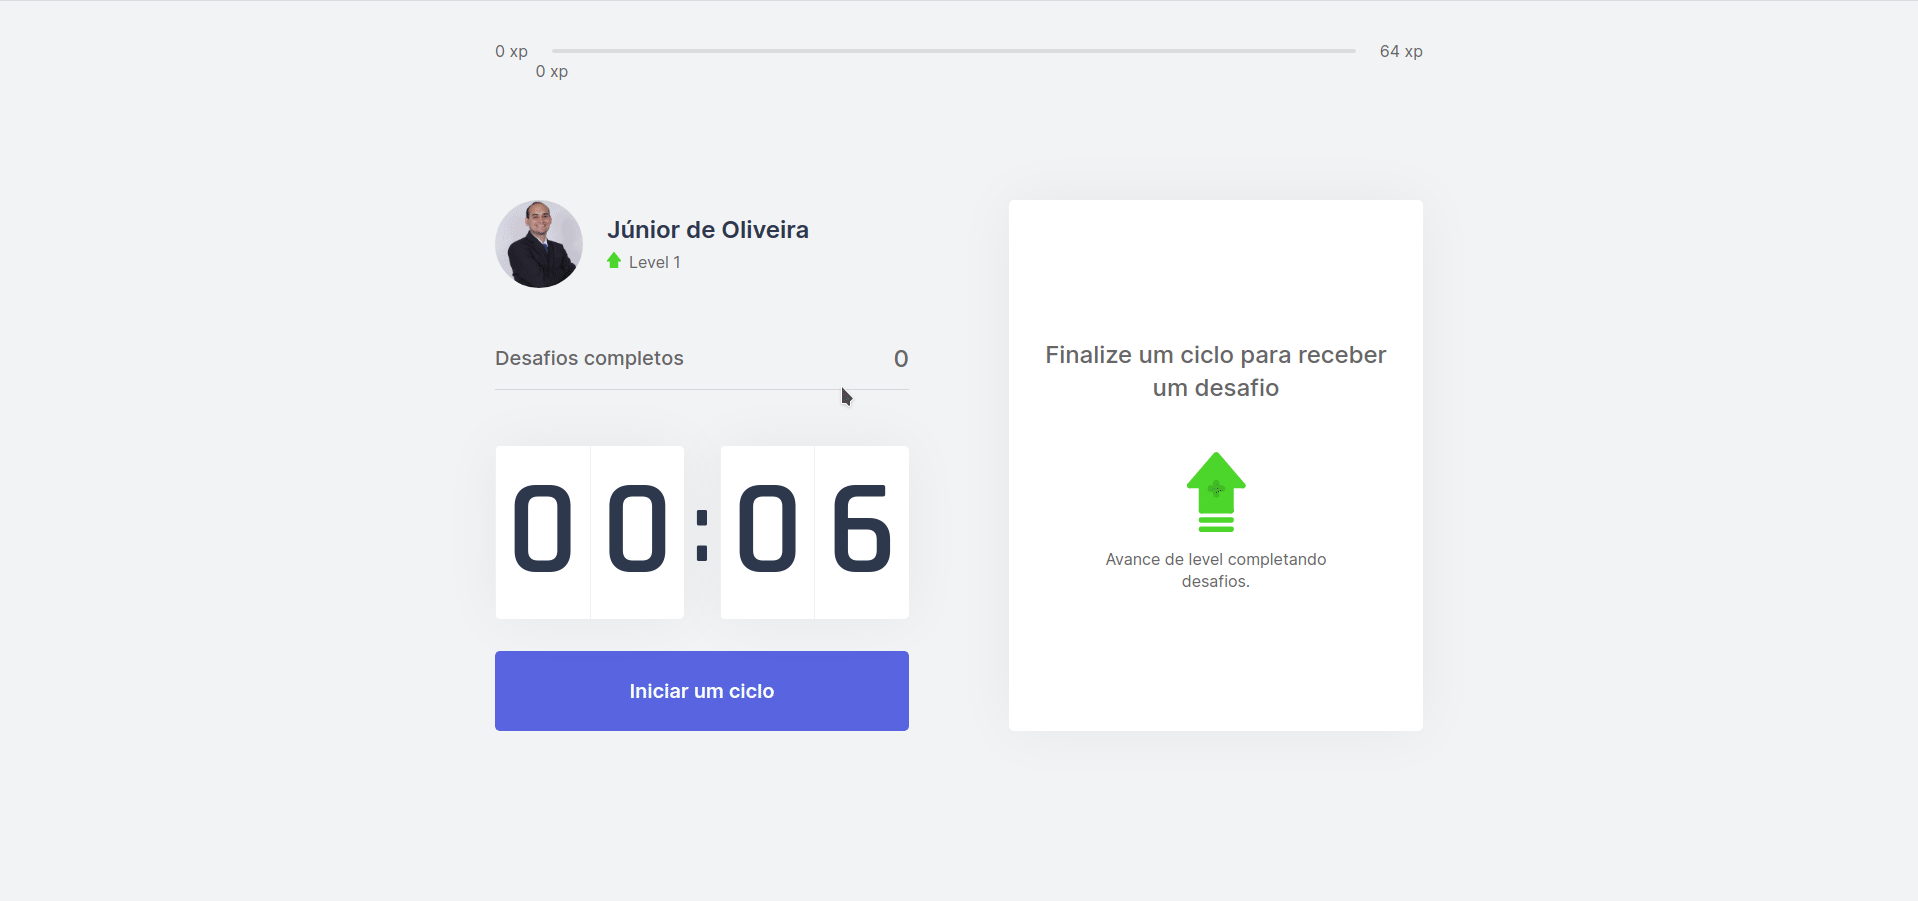 0 xp
64 xp
0 xp
Júnior de Oliveira
Level 1
Desafios completos
0
00:06
Iniciar um ciclo
Finalize um ciclo para receber
um desafio
Avance de level completando
desafios.